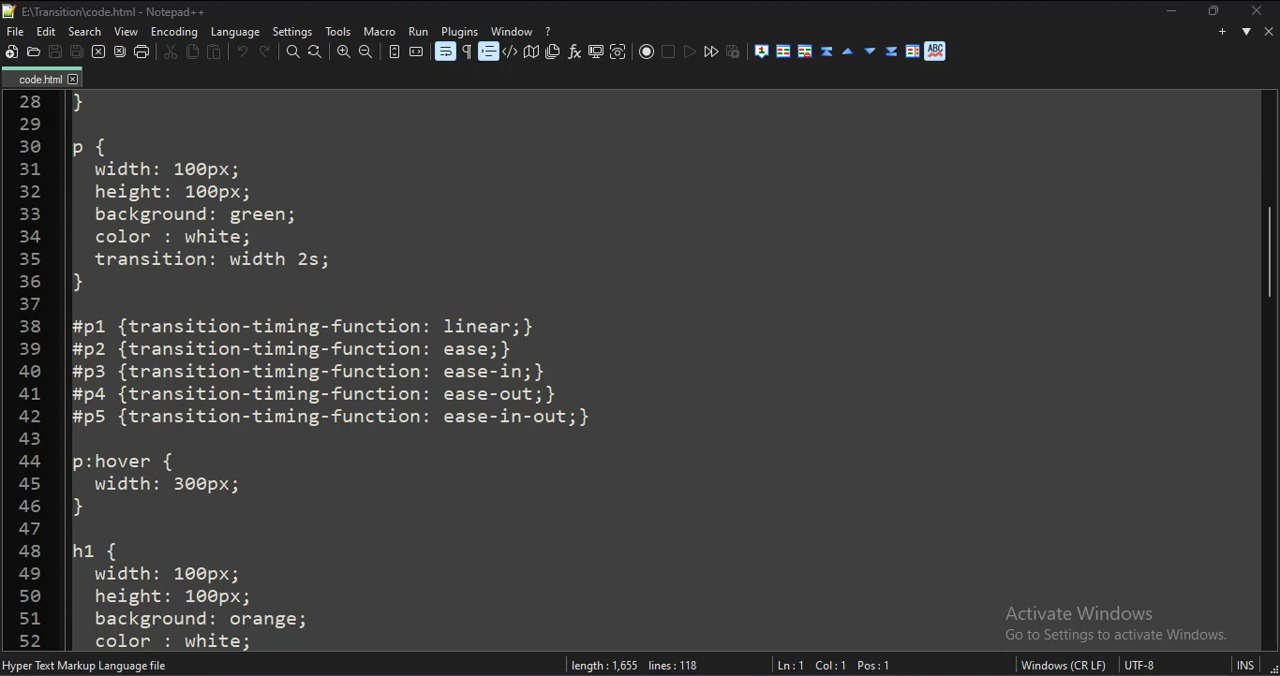 E:\Transition\code.html - Notepad++
File Edit Search View Encoding Language Settings Tools Macro Run Plugins Window ?
code.html
28 }
29
30 p {
31 width: 100px;
32 height: 100px;
33 background: green;
34 color : white;
35 transition: width 2s;
36 }
37
38 #p1 {transition-timing-function: linear;}
39 #p2 {transition-timing-function: ease;}
40 #p3 {transition-timing-function: ease-in;}
41 #p4 {transition-timing-function: ease-out;}
42 #p5 {transition-timing-function: ease-in-out;}
43
44 p:hover {
45 width: 300px;
46 }
47
48 h1 {
49 width: 100px;
50 height: 100px;
51 background: orange;
52 color : white;
Activate Windows
Go to Settings to activate Windows.
Hyper Text Markup Language file length : 1,655 lines : 118 Ln : 1 Col : 1 Pos : 1 Windows (CR LF) UTF-8 INS